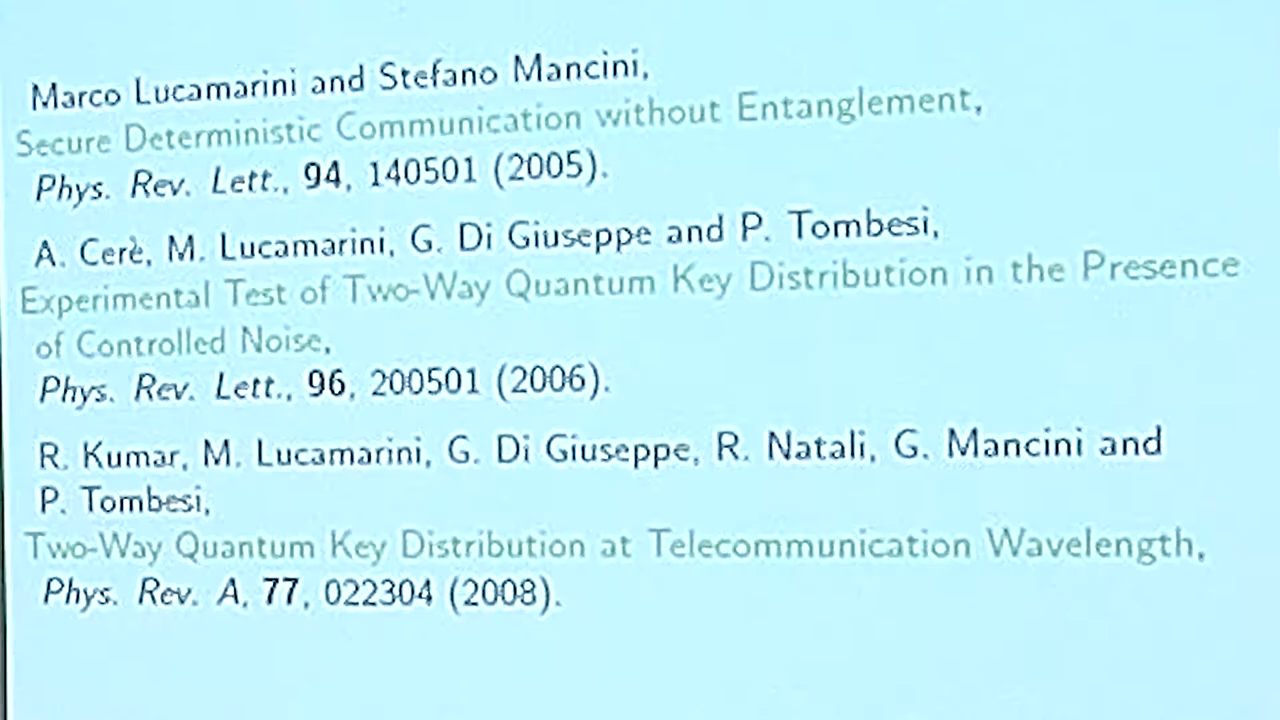 Marco Lucamarini and Stefano Mancini,
Secure Deterministic Communication without Entanglement,
Phys. Rev. Lett., 94, 140501 (2005).
A. Cerè, M. Lucamarini, G. Di Giuseppe and P. Tombesi,
Experimental Test of Two-Way Quantum Key Distribution in the Presence
of Controlled Noise,
Phys. Rev. Lett., 96, 200501 (2006).
R. Kumar, M. Lucamarini, G. Di Giuseppe, R. Natali, G. Mancini and
P. Tombesi,
Two-Way Quantum Key Distribution at Telecommunication Wavelength,
Phys. Rev. A, 77, 022304 (2008).